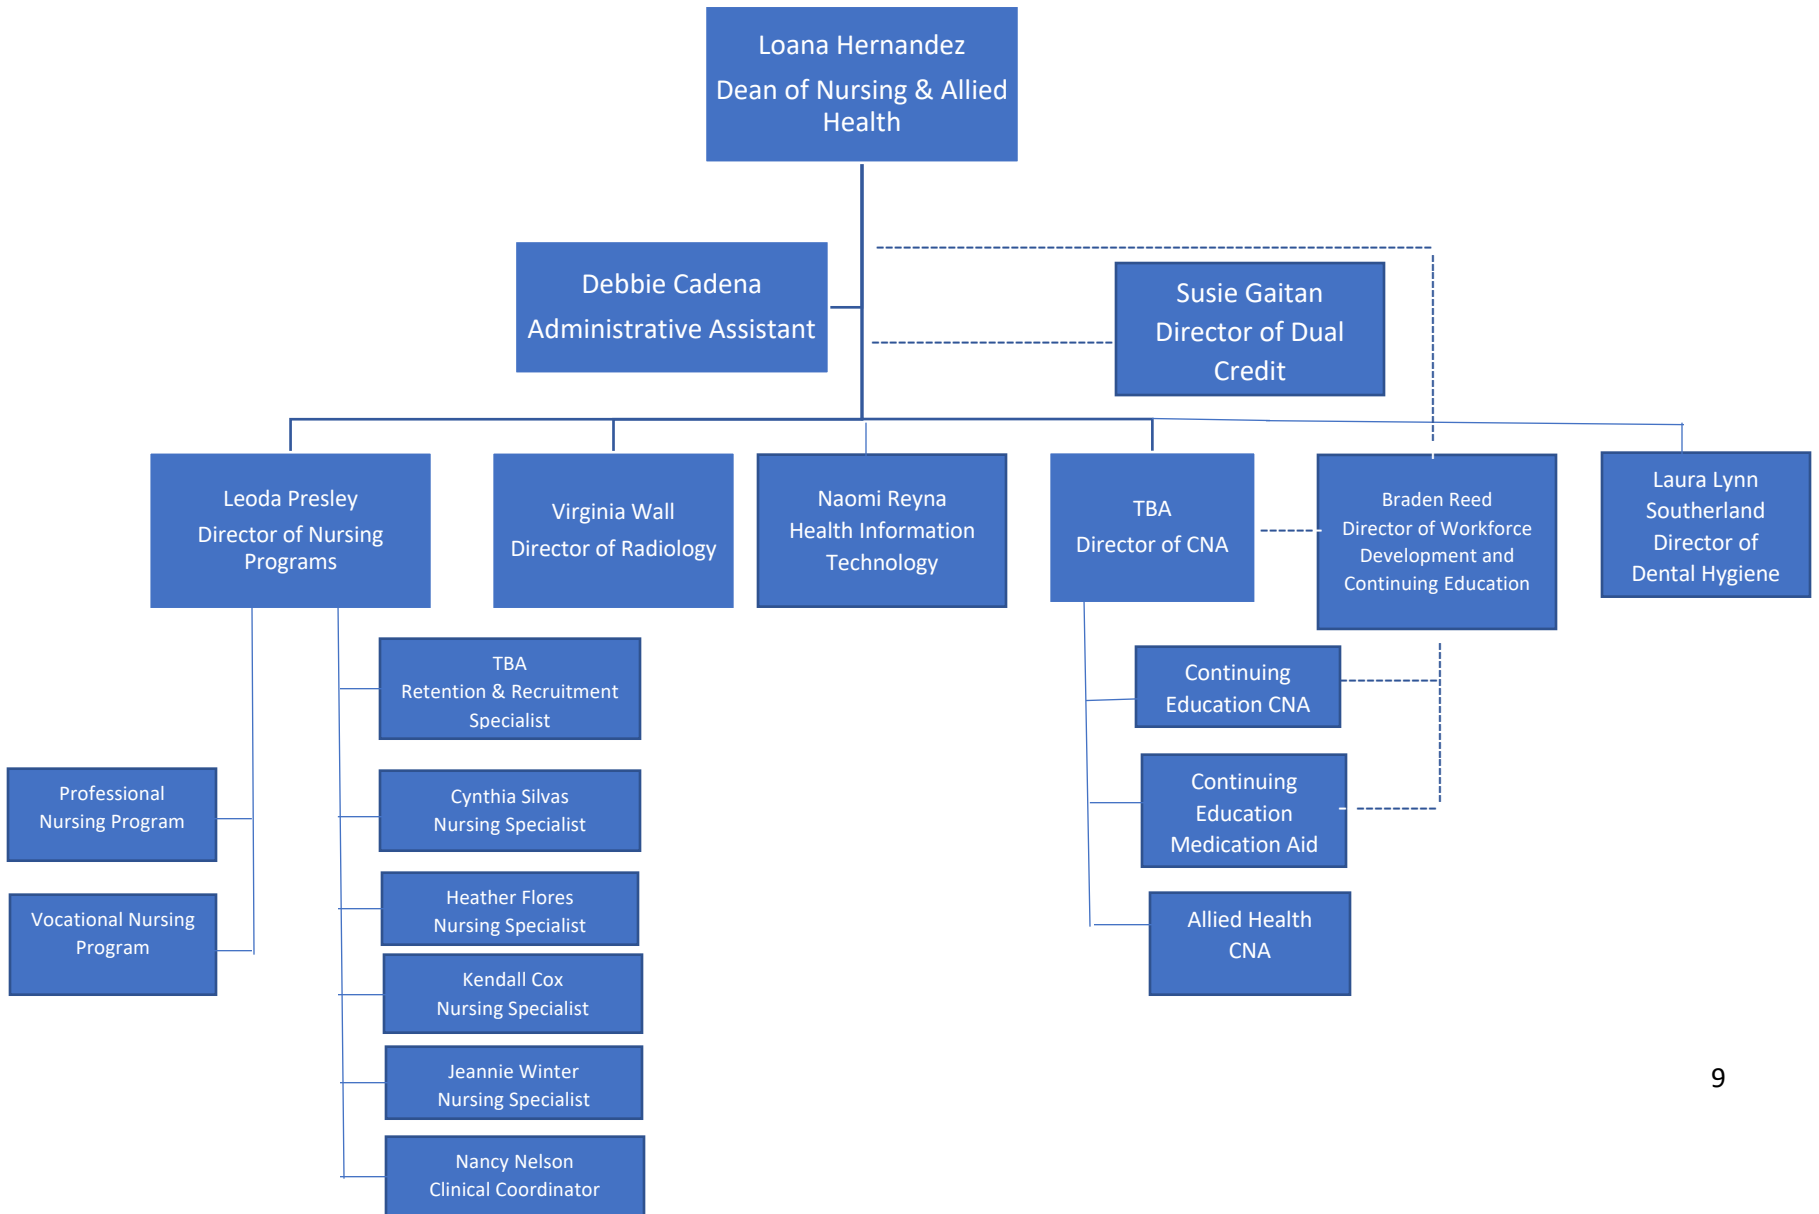 Loana Hernandez
Dean of Nursing & Allied
Health
Debbie Cadena
Administrative Assistant
Susie Gaitan
Director of Dual
Credit
Leoda Presley
Director of Nursing
Programs
Virginia Wall
Director of Radiology
Naomi Reyna
Health Information
Technology
TBA
Director of CNA
Braden Reed
Director of Workforce
Development and
Continuing Education
Laura Lynn
Southerland
Director of
Dental Hygiene
TBA
Retention & Recruitment
Specialist
Continuing
Education CNA
Professional
Nursing Program
Cynthia Silvas
Nursing Specialist
Continuing
Education
Medication Aid
Vocational Nursing
Program
Heather Flores
Nursing Specialist
Allied Health
CNA
Kendall Cox
Nursing Specialist
Jeannie Winter
Nursing Specialist
Nancy Nelson
Clinical Coordinator
9